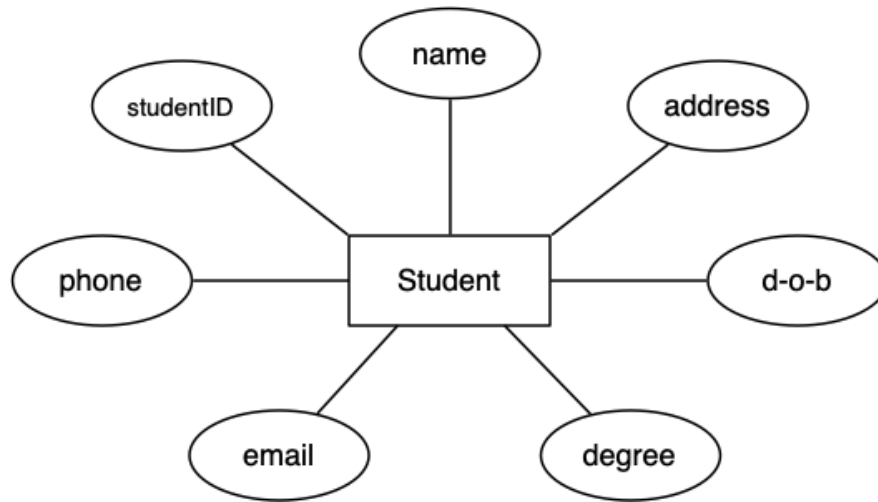 name
studentID
address
phone
Student
d-o-b
email
degree